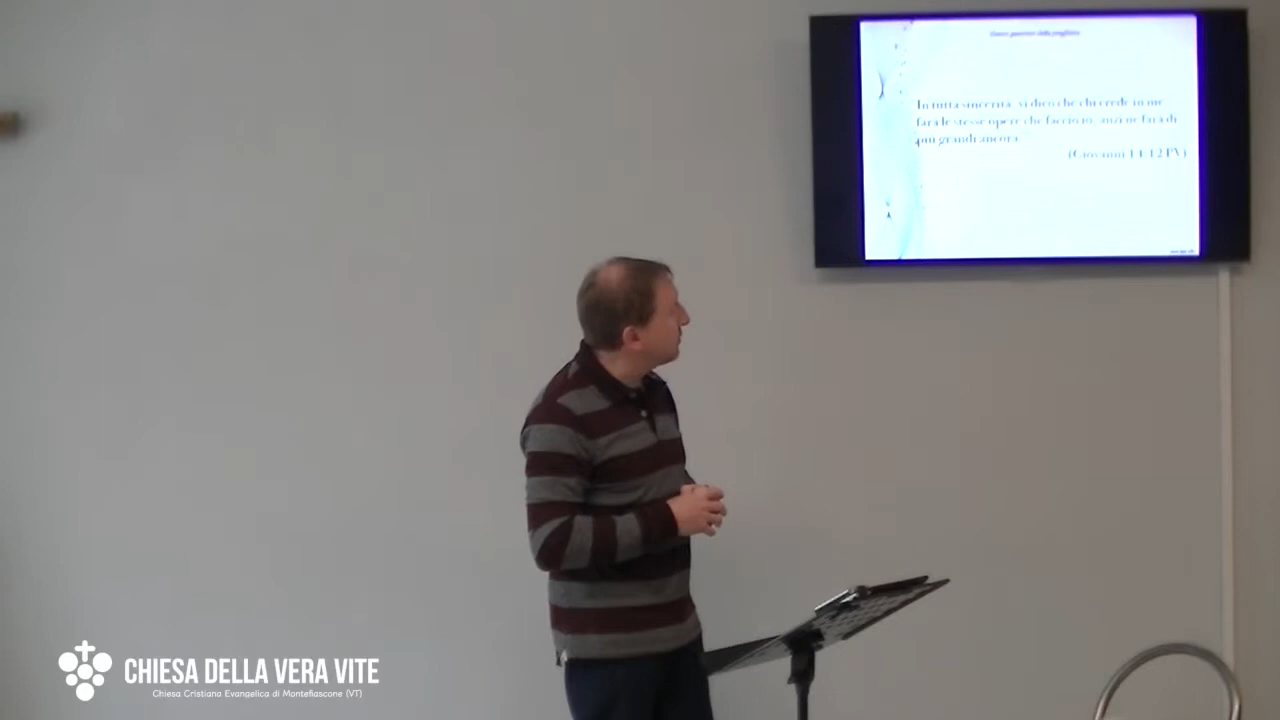 In tutta sincerità, vi dico che chi crede in me
farà le stesse opere che faccio io, anzi ne farà di
più grandi ancora.
(Giovanni 14:12 PV)
CHIESA DELLA VERA VITE
Chiesa Cristiana Evangelica di Montefiascone (VT)